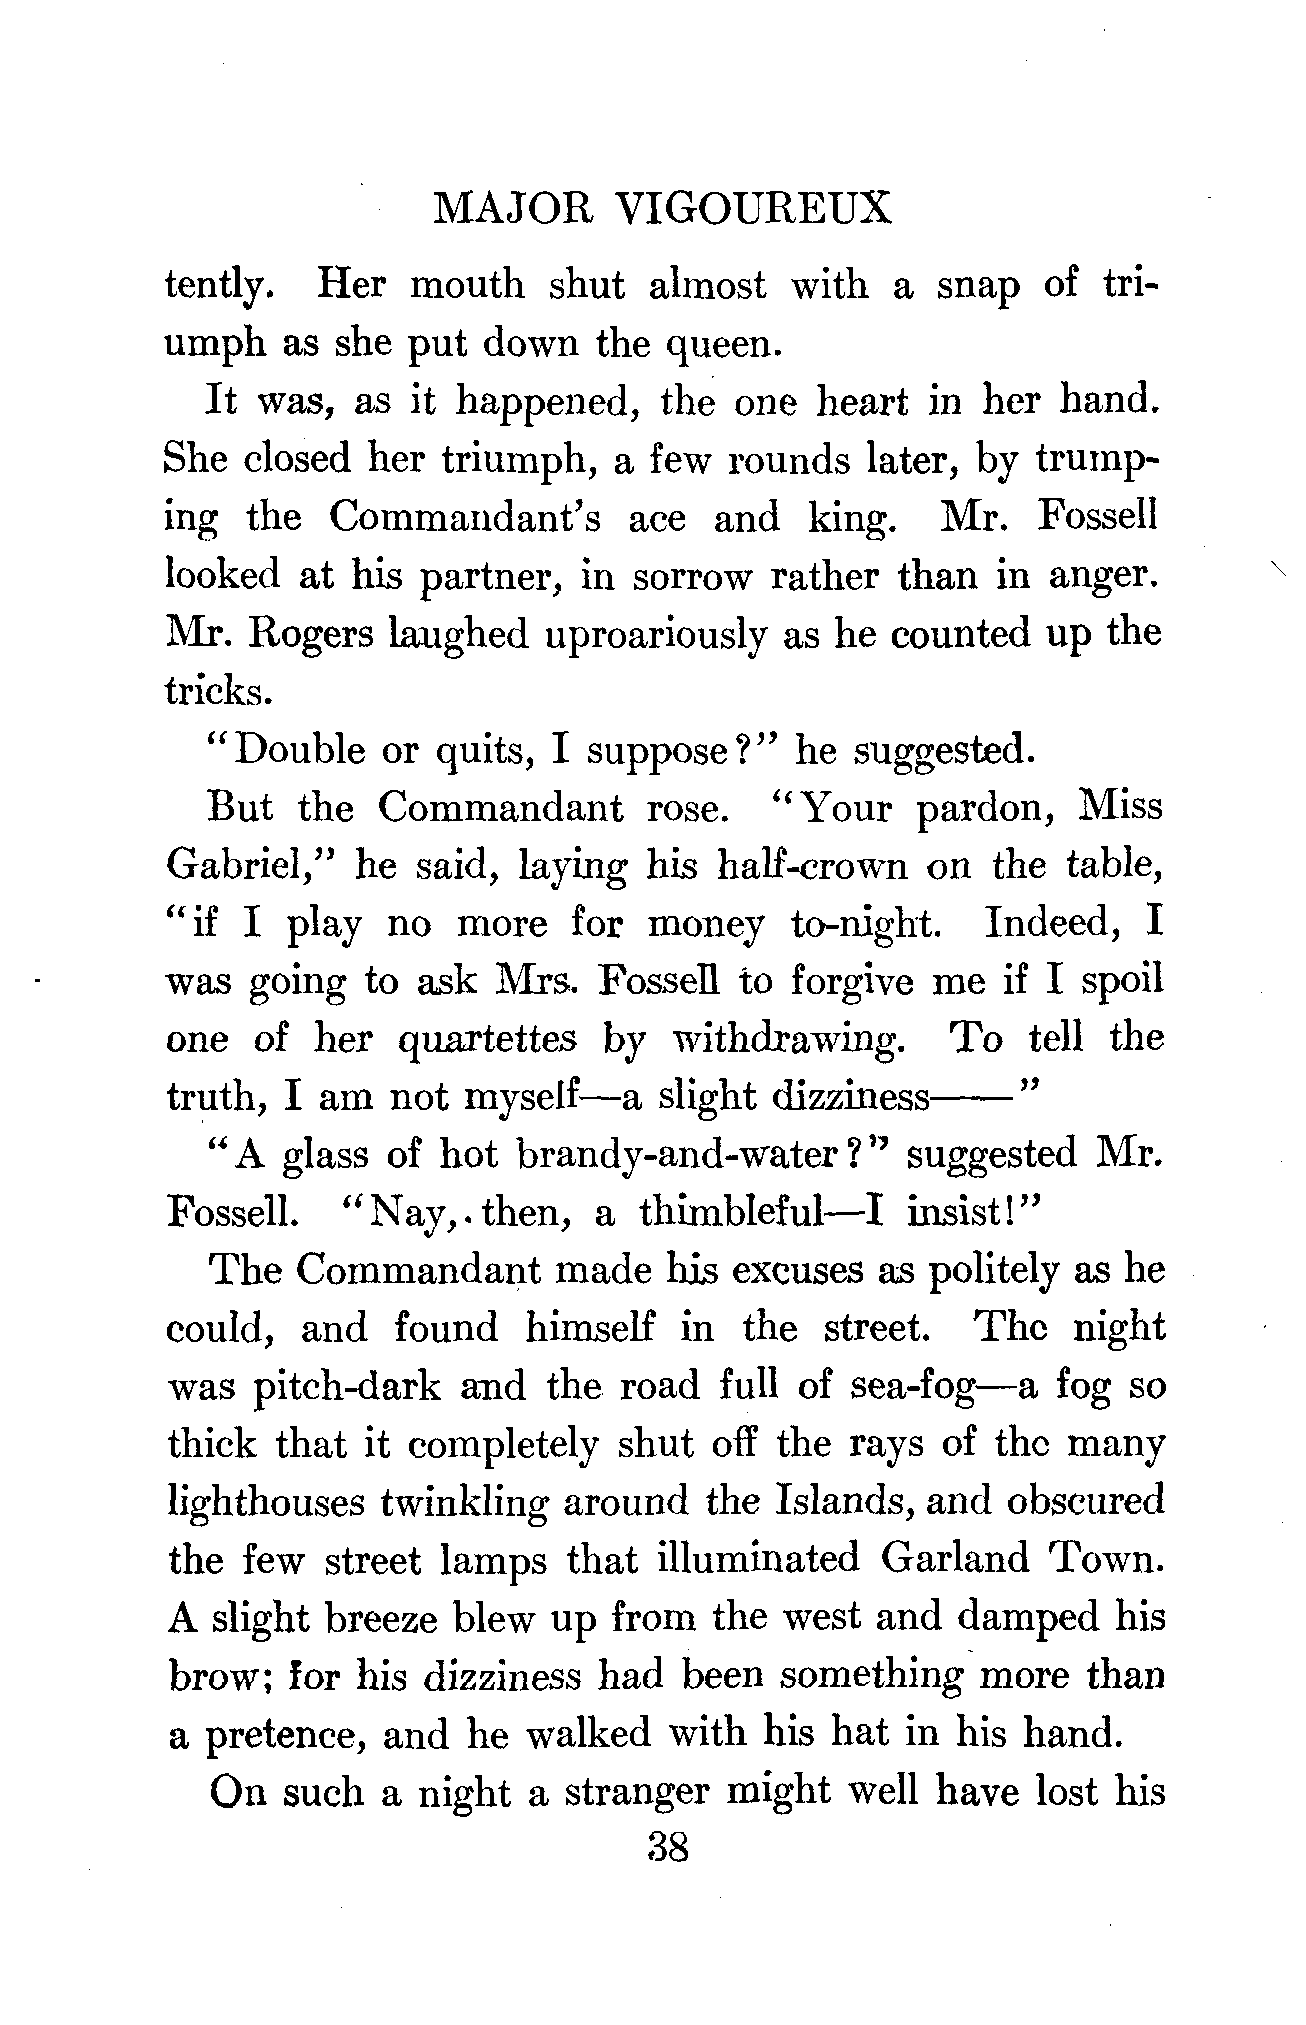 MAJOR VIGOUREUX
tently. Her mouth shut almost with a snap of tri-
umph as she put down the queen.
It was, as it happened, the one heart in her hand.
She closed her triumph, a few rounds later, by trump-
ing the Commandant's ace and king. Mr. Fossell
looked at his partner, in sorrow rather than in anger.
Mr. Rogers laughed uproariously as he counted up the
tricks.
"Double or quits, I suppose?" he suggested.
But the Commandant rose. "Your pardon, Miss
Gabriel," he said, laying his half-crown on the table,
"if I play no more for money to-night. Indeed, I
was going to ask Mrs. Fossell to forgive me if I spoil
one of her quartettes by withdrawing. To tell the
truth, I am not myself—a slight dizziness——"
"A glass of hot brandy-and-water?" suggested Mr.
Fossell. "Nay, then, a thimbleful—I insist!"
The Commandant made his excuses as politely as he
could, and found himself in the street. The night
was pitch-dark and the road full of sea-fog—a fog so
thick that it completely shut off the rays of the many
lighthouses twinkling around the Islands, and obscured
the few street lamps that illuminated Garland Town.
A slight breeze blew up from the west and damped his
brow; for his dizziness had been something more than
a pretence, and he walked with his hat in his hand.
On such a night a stranger might well have lost his
38